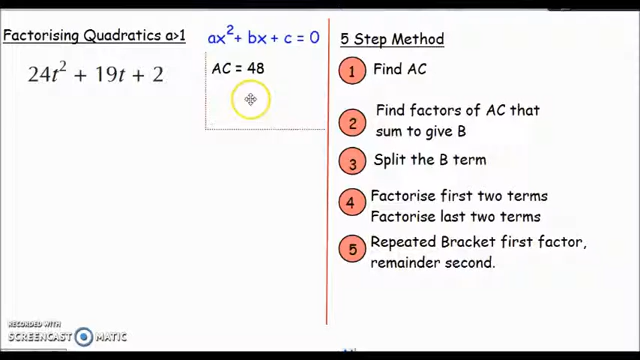 Factorising Quadratics a>1
ax²+ bx + c = 0
24t² + 19t + 2
AC = 48
5 Step Method
1 Find AC
2 Find factors of AC that
sum to give B
3 Split the B term
4 Factorise first two terms
Factorise last two terms
5 Repeated Bracket first factor,
remainder second.
RECORDED WITH
SCREENCAST MATIC